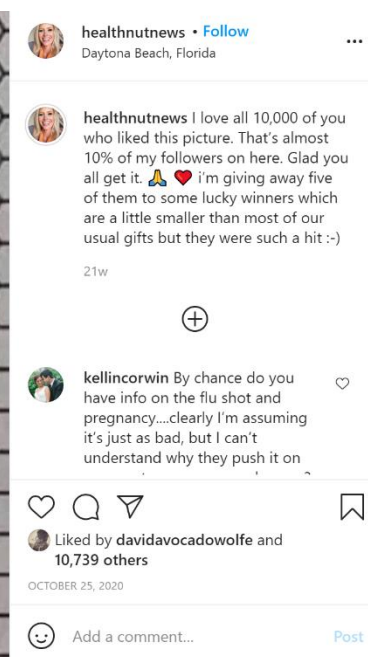 healthnutnews • Follow
Daytona Beach, Florida
healthnutnews I love all 10,000 of you
who liked this picture. That's almost
10% of my followers on here. Glad you
all get it. 🙏 ❤️ i'm giving away five
of them to some lucky winners which
are a little smaller than most of our
usual gifts but they were such a hit :-)
21w
kellincorwin By chance do you
have info on the flu shot and
pregnancy....clearly I'm assuming
it's just as bad, but I can't
understand why they push it on
Liked by davidavocadowolfe and
10,739 others
OCTOBER 25, 2020
Add a comment...
Post